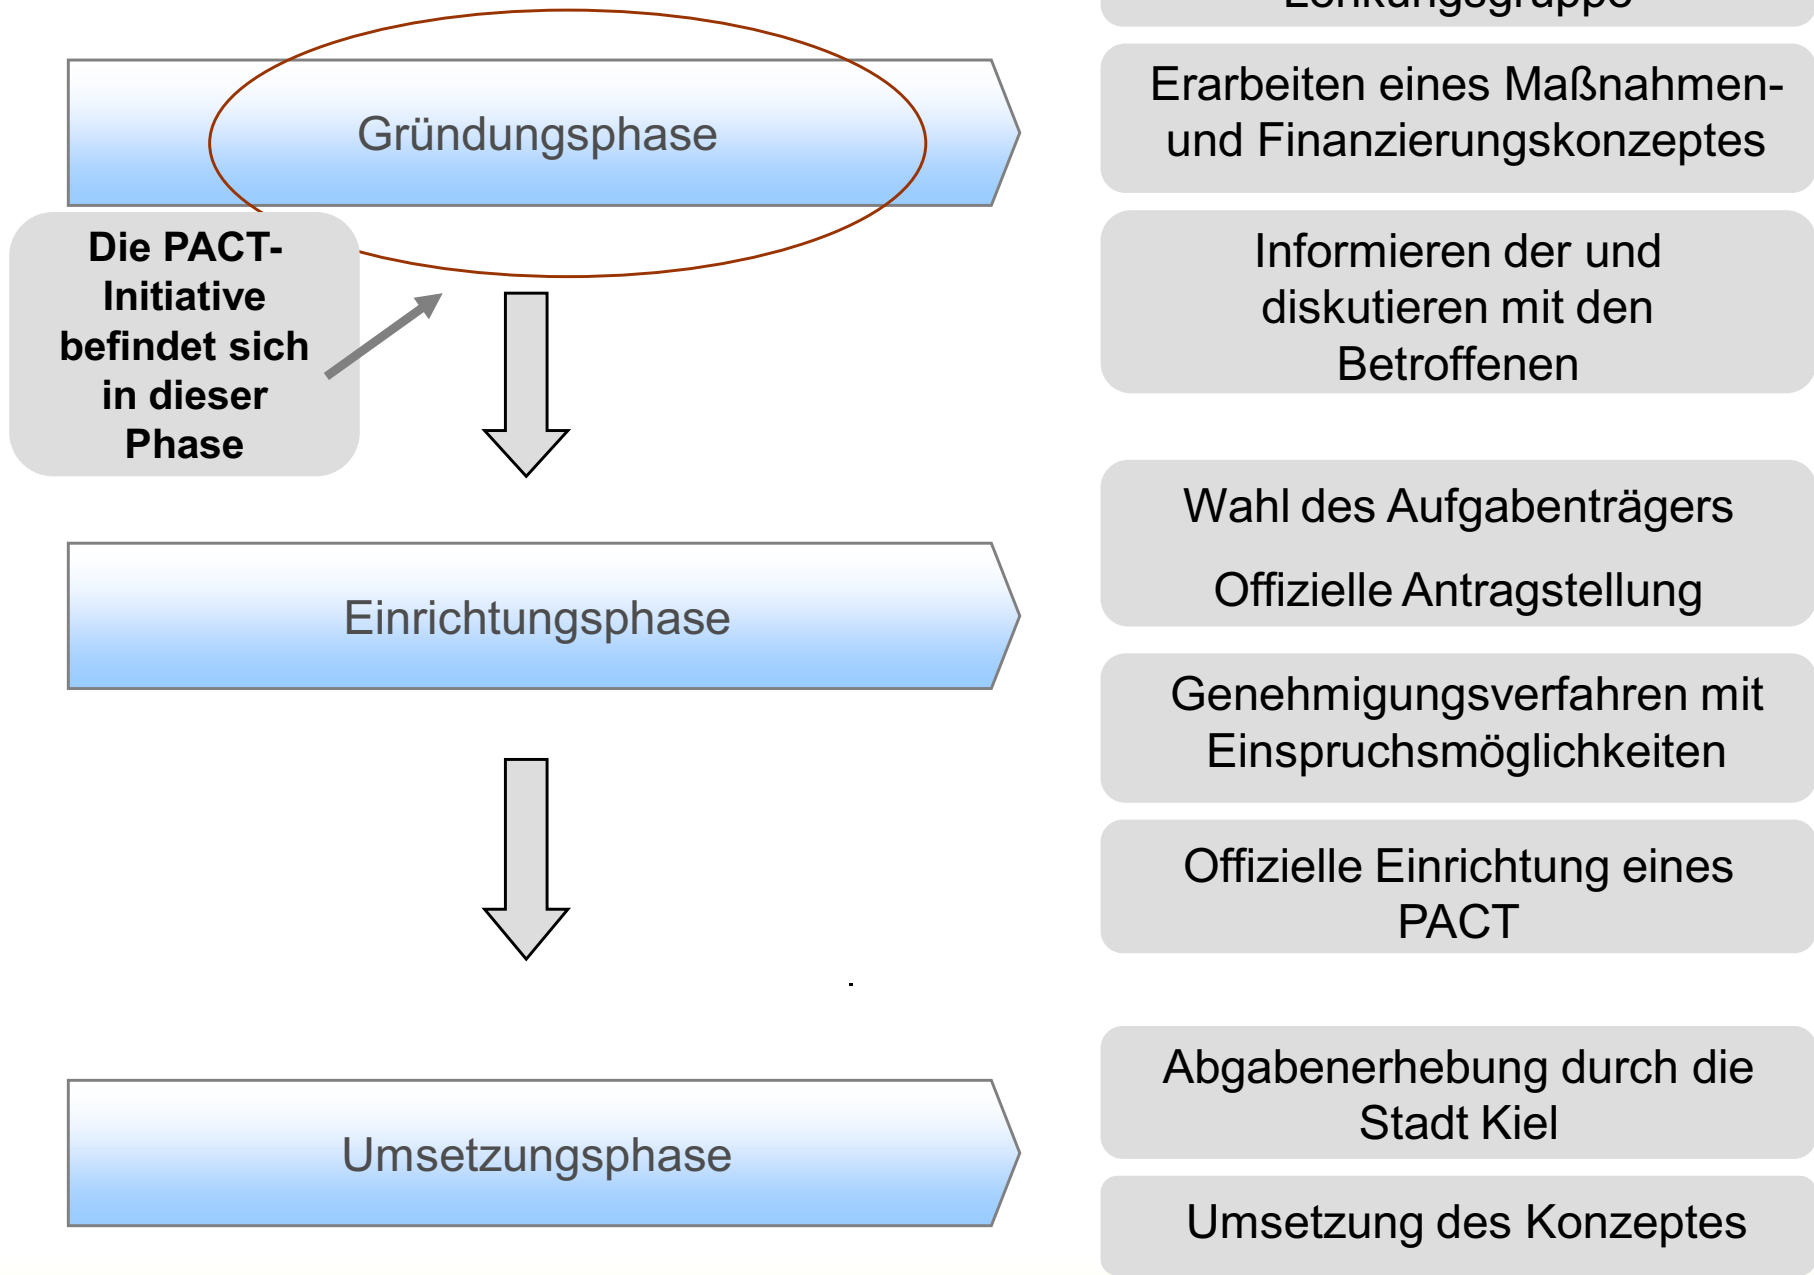 Lenkungsgruppe
Gründungsphase
Erarbeiten eines Maßnahmen-
und Finanzierungskonzeptes
Informieren der und
diskutieren mit den
Betroffenen
Die PACT-
Initiative
befindet sich
in dieser
Phase
Einrichtungsphase
Wahl des Aufgabenträgers
Offizielle Antragstellung
Genehmigungsverfahren mit
Einspruchsmöglichkeiten
Offizielle Einrichtung eines
PACT
Umsetzungsphase
Abgabenerhebung durch die
Stadt Kiel
Umsetzung des Konzeptes